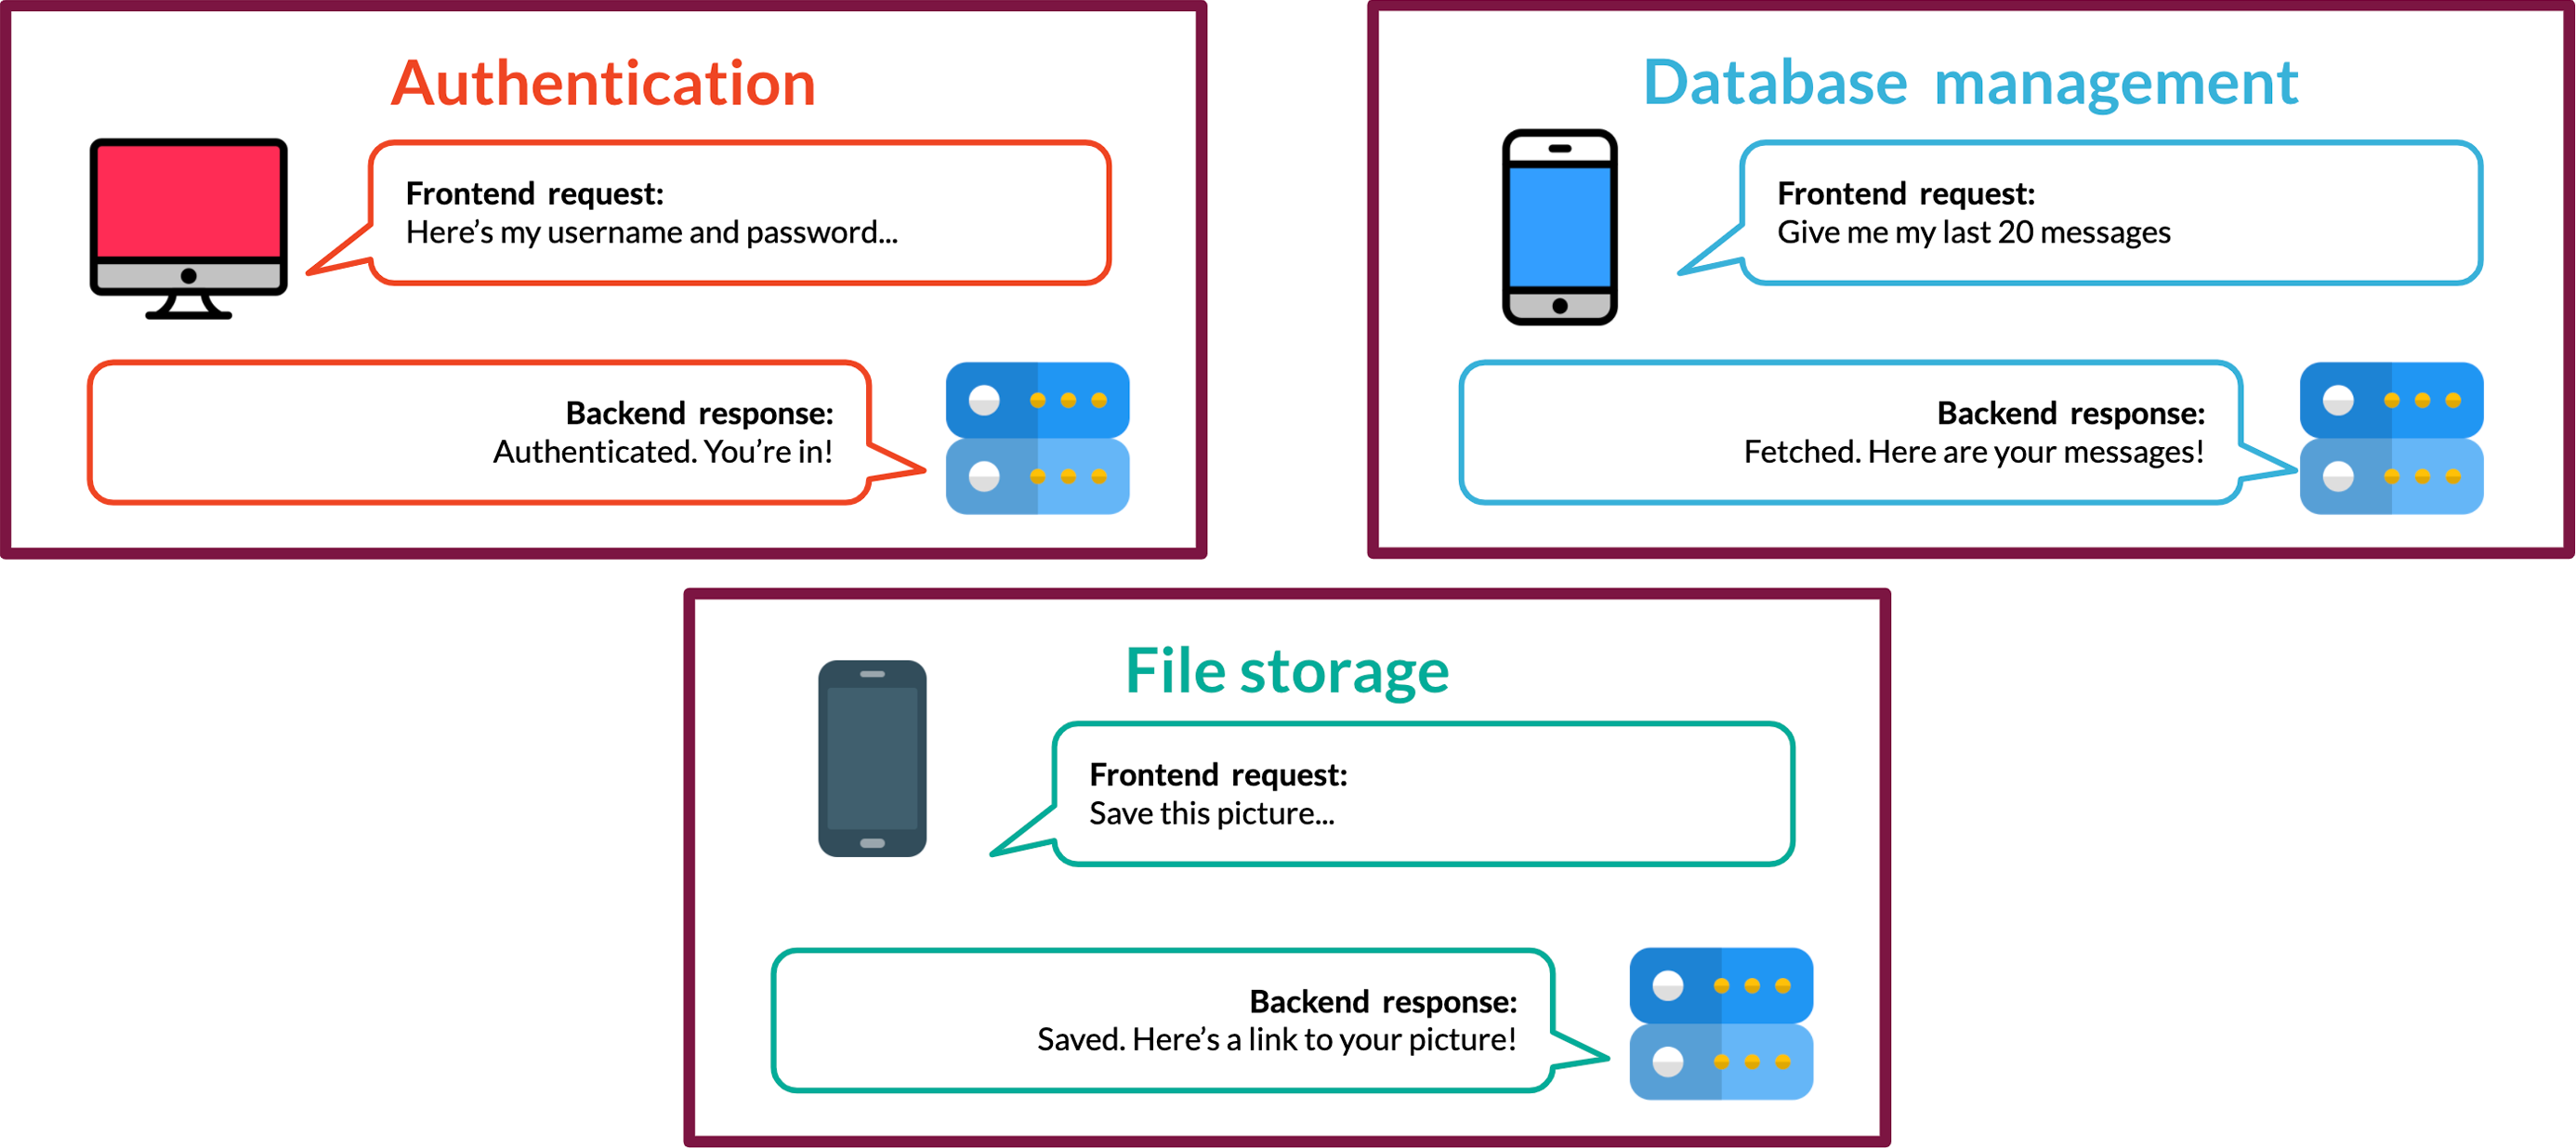 Authentication
Frontend request:
Here’s my username and password...
Backend response:
Authenticated. You’re in!
Database management
Frontend request:
Give me my last 20 messages
Backend response:
Fetched. Here are your messages!
File storage
Frontend request:
Save this picture...
Backend response:
Saved. Here’s a link to your picture!